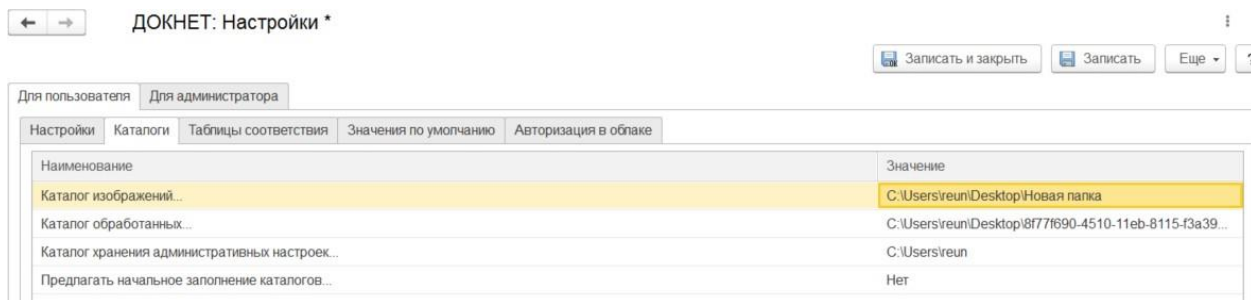 ДОКНЕТ: Настройки *
Записать и закрыть Записать Еще ?
Для пользователя Для администратора
Настройки Каталоги Таблицы соответствия Значения по умолчанию Авторизация в облаке
Наименование Значение
Каталог изображений... C:\Users\reun\Desktop\Новая папка
Каталог обработанных... C:\Users\reun\Desktop\8f77f690-4510-11eb-8115-f3a39...
Каталог хранения административных настроек... C:\Users\reun
Предлагать начальное заполнение каталогов... Нет